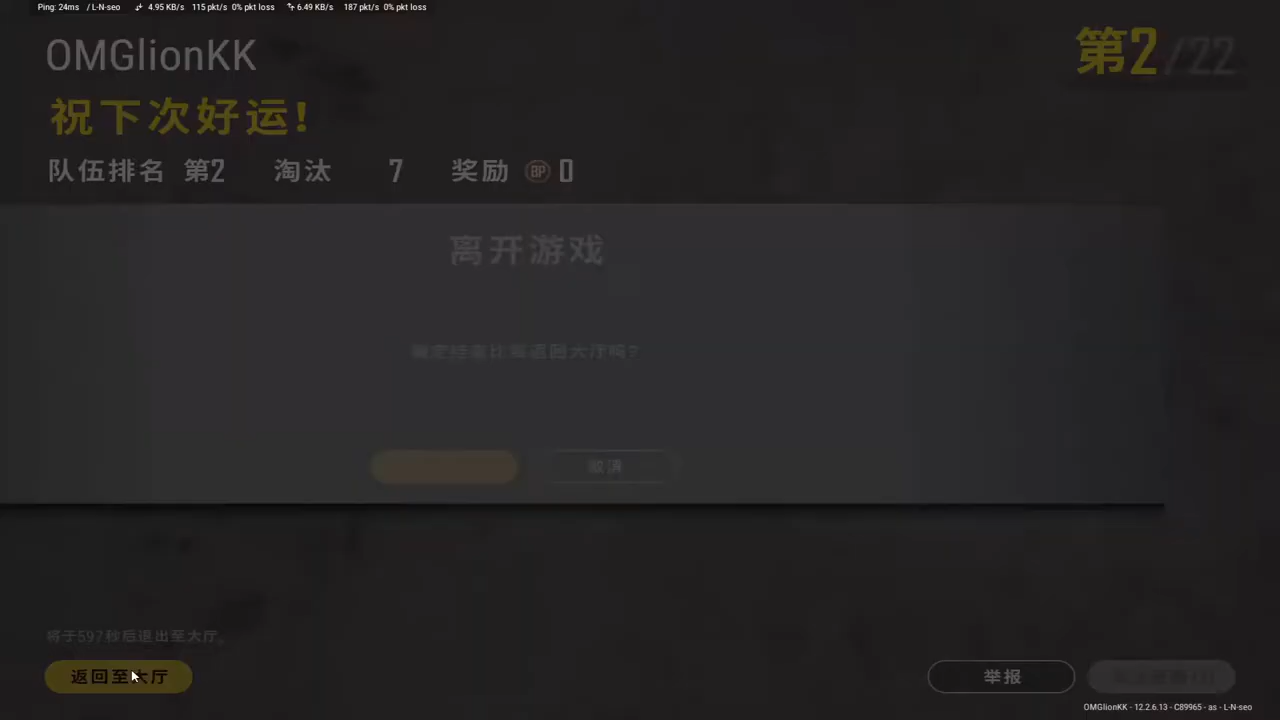 Ping: 24ms / L-N-seo 4.95 KB/s 115 pkt/s 0% pkt loss 6.49 KB/s 187 pkt/s 0% pkt loss
OMGlionKK
第2/22
祝下次好运!
队伍排名 第2 淘汰 7 奖励 BP 0
离开游戏
确定结束比赛返回大厅吗?
取消
将于597秒后退出至大厅。
返回至大厅
举报
OMGlionKK - 12.2.6.13 - C89965 - as - L-N-seo